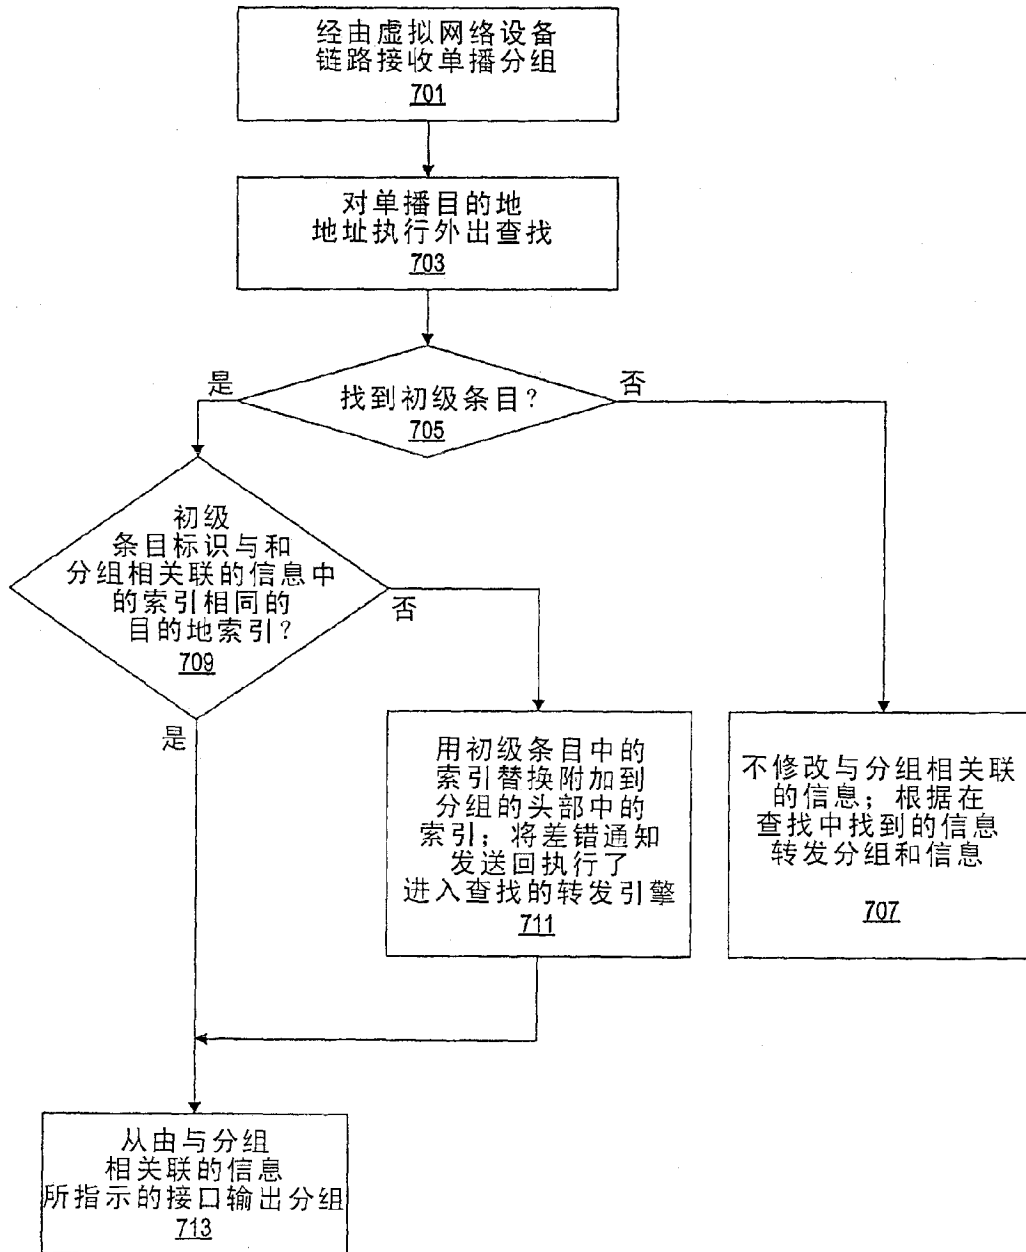 经由虚拟网络设备
链路接收单播分组
701
对单播目的地
地址执行外出查找
703
是
否
找到初级条目？
705
初级
条目标识与和
分组相关联的信息中
的索引相同的
目的地索引？
709
否
是
用初级条目中的
索引替换附加到
分组的头部中的
索引；将差错通知
发送回执行了
进入查找的转发引擎
711
不修改与分组相关联
的信息；根据在
查找中找到的信息
转发分组和信息
707
从由与分组
相关联的信息
所指示的接口输出分组
713